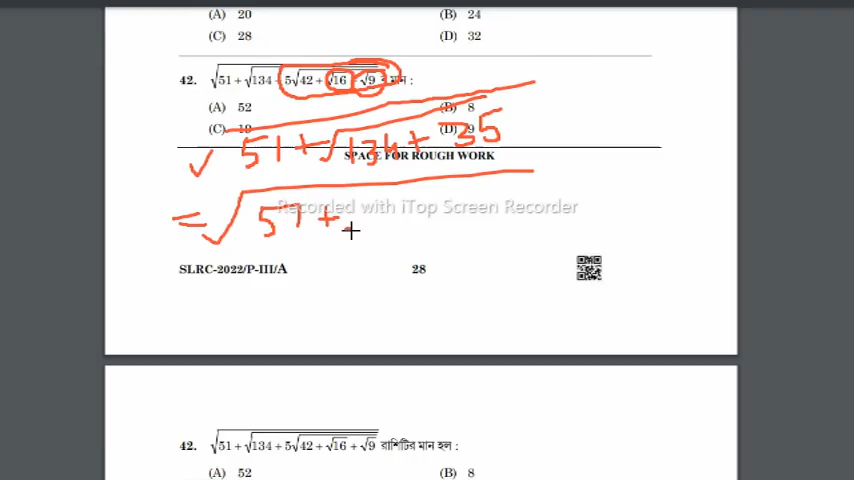 (A) 20 (B) 24
(C) 28 (D) 32
42. √51 + √134 + 5√42 + √16 + √9 র মান :
(A) 52 (B) 8
(C) 19 (D) 9
√51 + √134 + 35
SPACE FOR ROUGH WORK
Recorded with iTop Screen Recorder
= √51 +
SLRC-2022/P-III/A 28
42. √51 + √134 + 5√42 + √16 + √9 রাশিটির মান হল :
(A) 52 (B) 8